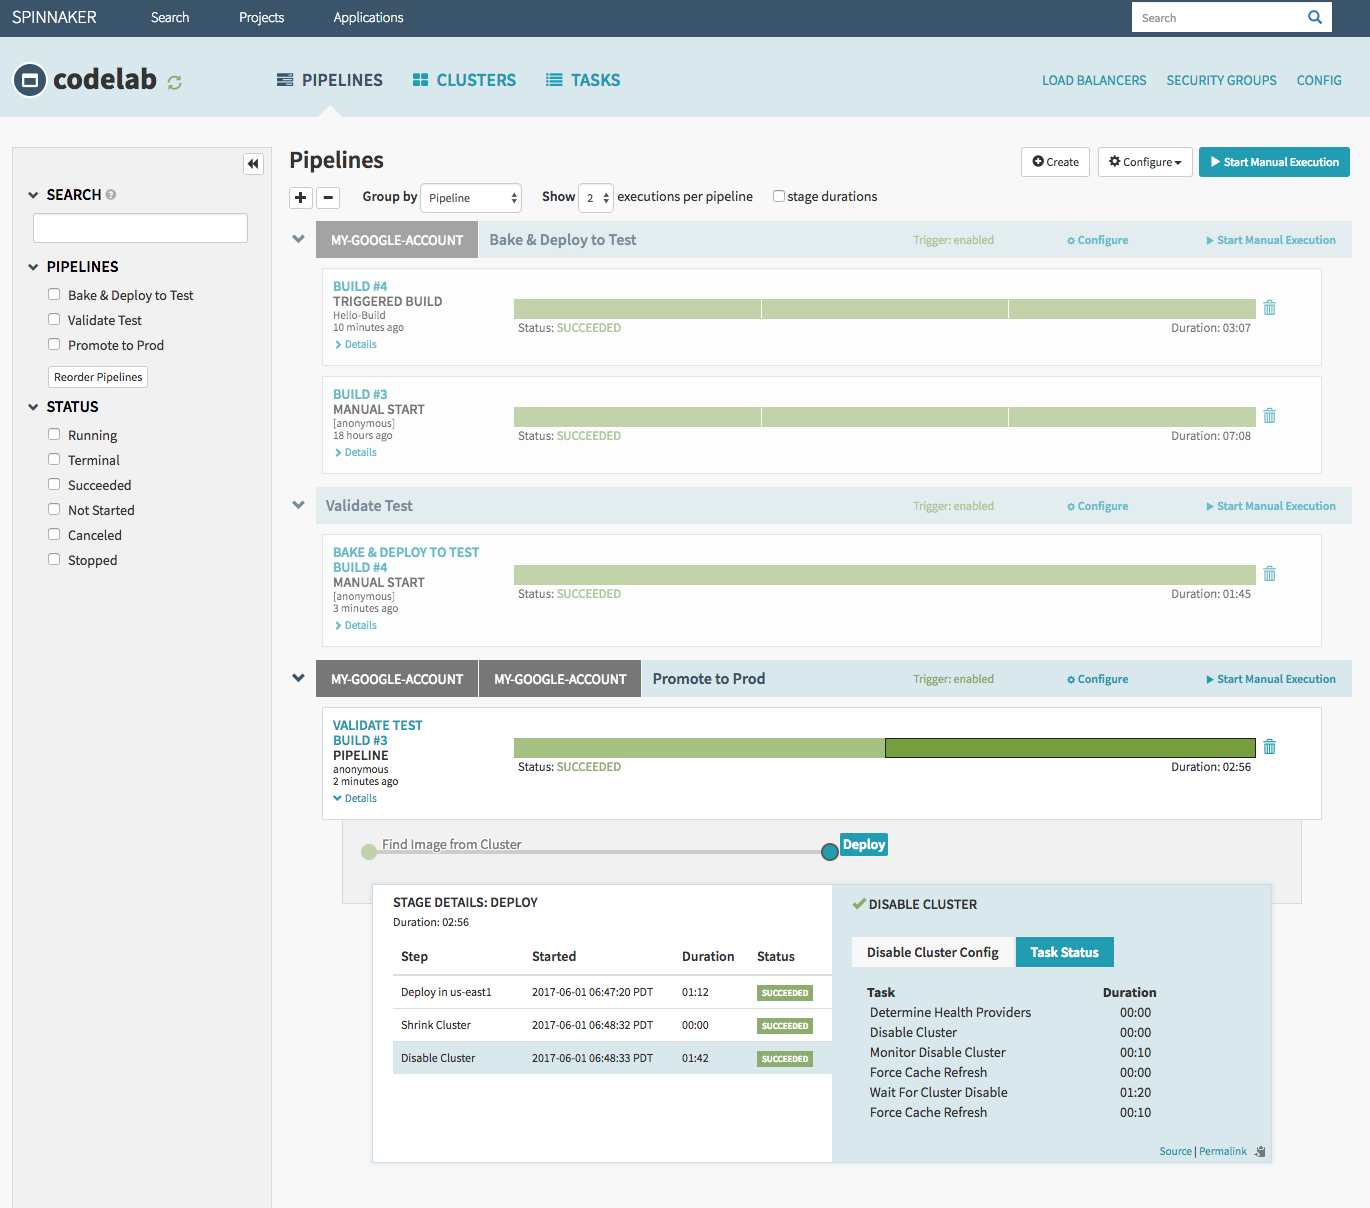 SPINNAKER Search Projects Applications Search
codelab PIPELINES CLUSTERS TASKS LOAD BALANCERS SECURITY GROUPS CONFIG
SEARCH
PIPELINES
Bake & Deploy to Test
Validate Test
Promote to Prod
Reorder Pipelines
STATUS
Running
Terminal
Succeeded
Not Started
Canceled
Stopped
Pipelines Create Configure Start Manual Execution
Group by Pipeline Show 2 executions per pipeline stage durations
MY-GOOGLE-ACCOUNT Bake & Deploy to Test Trigger: enabled Configure Start Manual Execution
BUILD #4
TRIGGERED BUILD
Hello-Build
10 minutes ago
Details
Status: SUCCEEDED Duration: 03:07
BUILD #3
MANUAL START
[anonymous]
18 hours ago
Details
Status: SUCCEEDED Duration: 07:08
Validate Test Trigger: enabled Configure Start Manual Execution
BAKE & DEPLOY TO TEST
BUILD #4
MANUAL START
[anonymous]
3 minutes ago
Details
Status: SUCCEEDED Duration: 01:45
MY-GOOGLE-ACCOUNT MY-GOOGLE-ACCOUNT Promote to Prod Trigger: enabled Configure Start Manual Execution
VALIDATE TEST
BUILD #3
PIPELINE
anonymous
2 minutes ago
Details
Status: SUCCEEDED Duration: 02:56
Find Image from Cluster Deploy
STAGE DETAILS: DEPLOY
Duration: 02:56
Step Started Duration Status
Deploy in us-east1 2017-06-01 06:47:20 PDT 01:12 SUCCEEDED
Shrink Cluster 2017-06-01 06:48:32 PDT 00:00 SUCCEEDED
Disable Cluster 2017-06-01 06:48:33 PDT 01:42 SUCCEEDED
DISABLE CLUSTER
Disable Cluster Config Task Status
Task Duration
Determine Health Providers 00:00
Disable Cluster 00:00
Monitor Disable Cluster 00:10
Force Cache Refresh 00:00
Wait For Cluster Disable 01:20
Force Cache Refresh 00:10
Source | Permalink